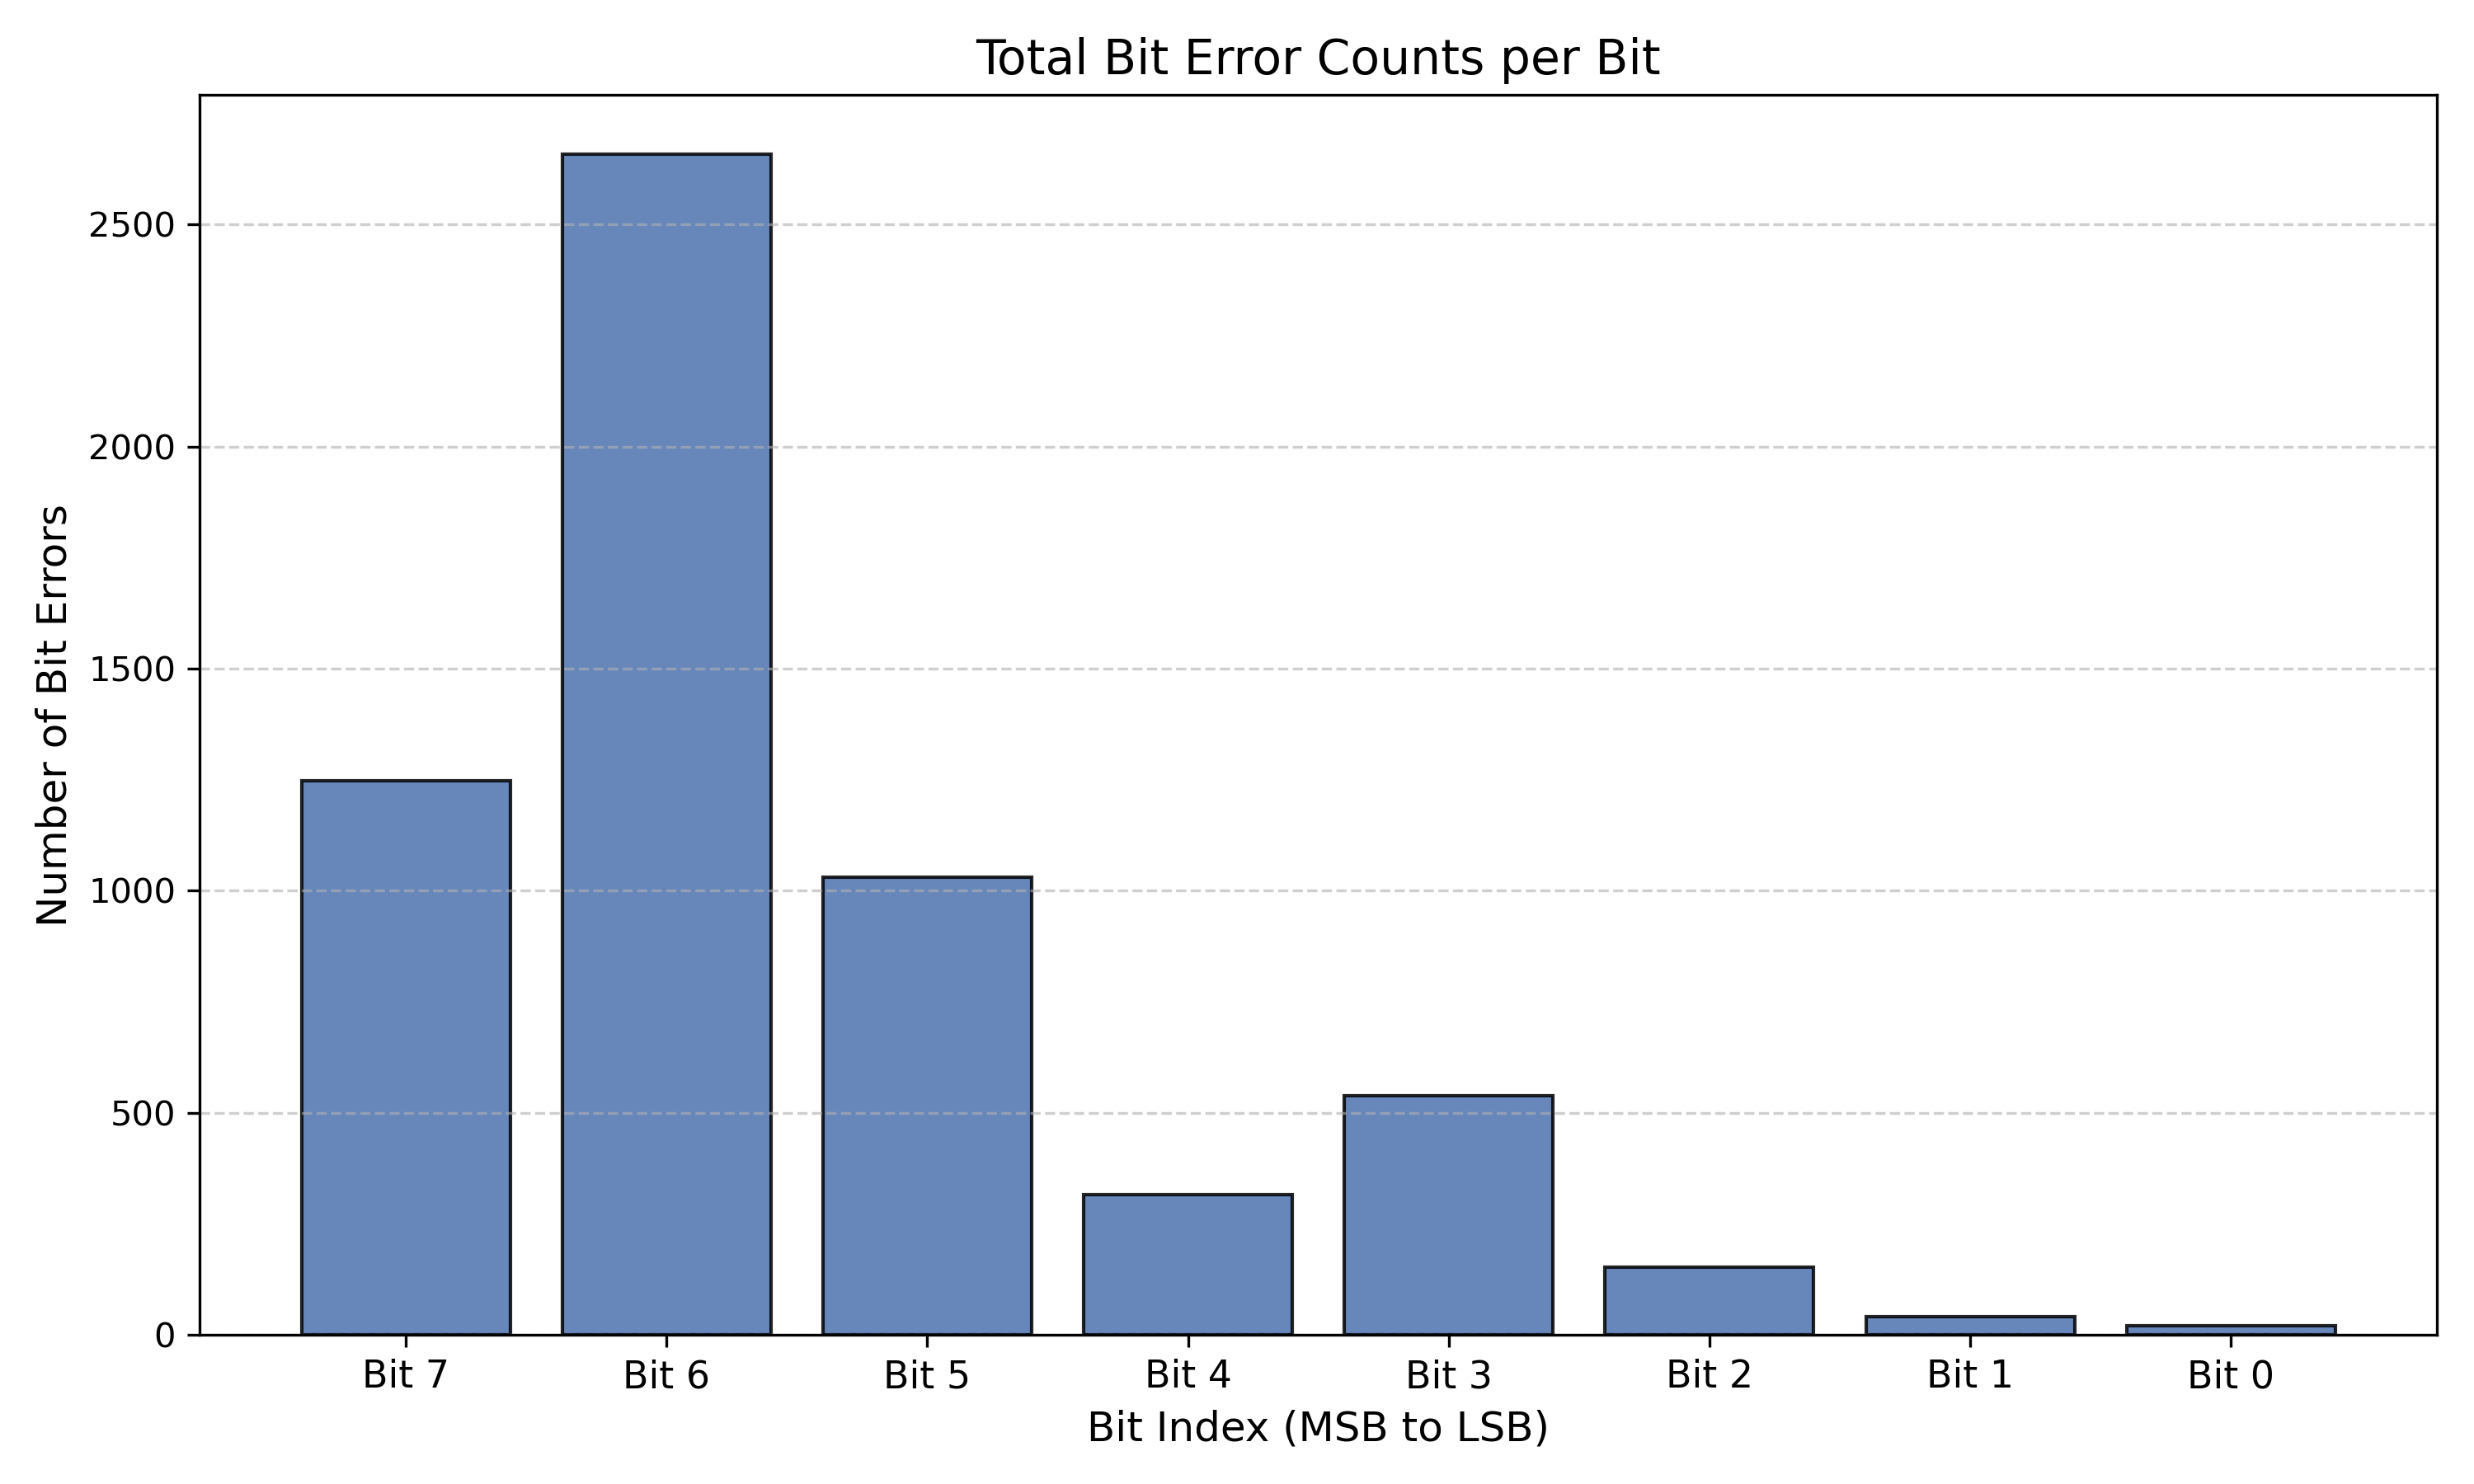 Total Bit Error Counts per Bit
Number of Bit Errors
2500
2000
1500
1000
500
0
Bit 7 Bit 6 Bit 5 Bit 4 Bit 3 Bit 2 Bit 1 Bit 0
Bit Index (MSB to LSB)